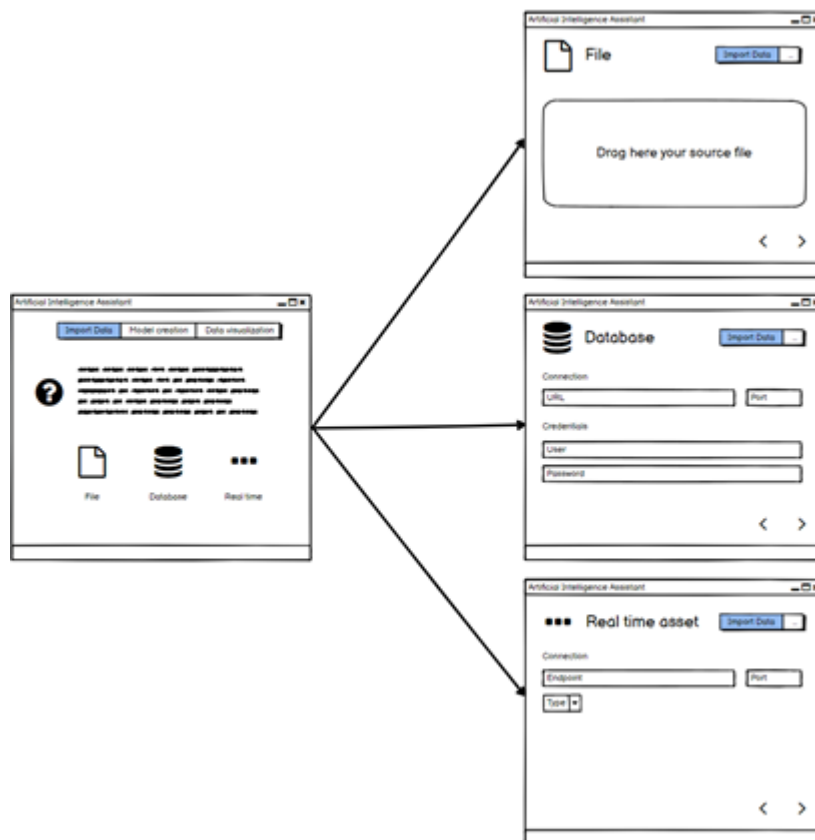 Artificial Intelligence Assistant
File
Import Data ...
Drag here your source file
Artificial Intelligence Assistant
Import Data Model creation Data visualization
?
File Database Real time
Artificial Intelligence Assistant
Database
Import Data ...
Connection
URL Port
Credentials
User
Password
Artificial Intelligence Assistant
Real time asset
Import Data ...
Connection
Endpoint Port
Type